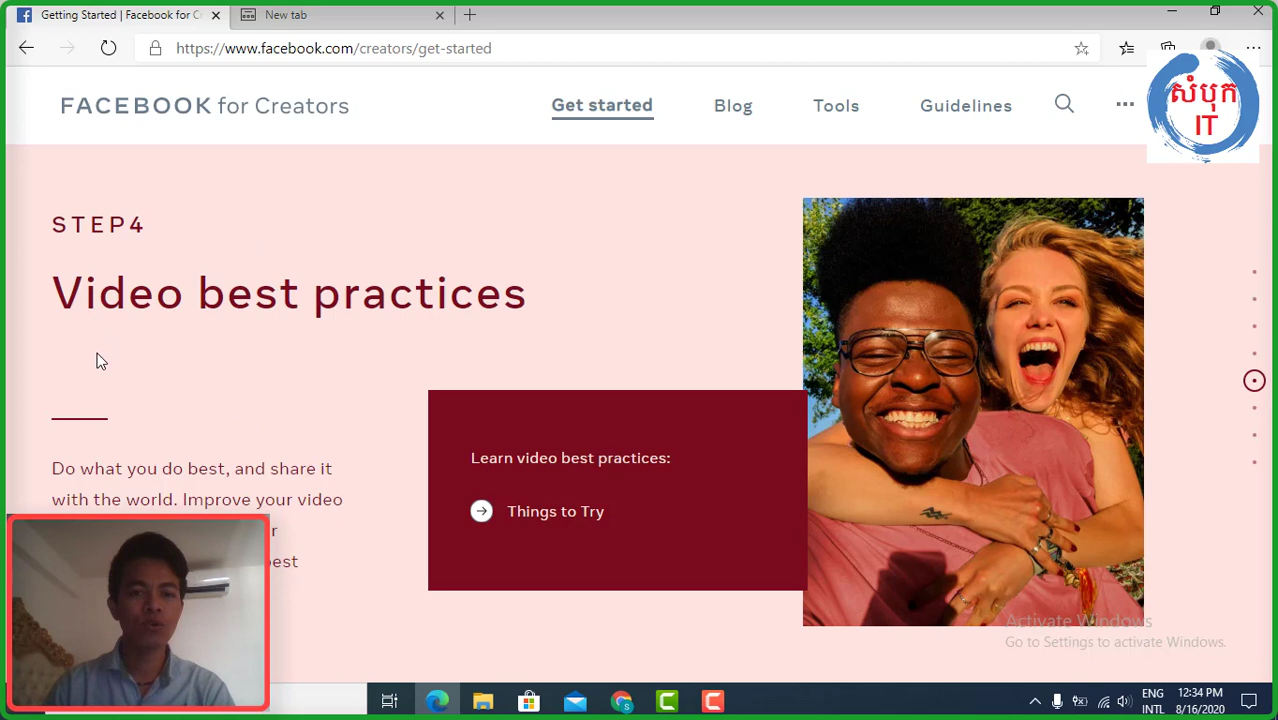 Getting Started | Facebook for C
New tab
https://www.facebook.com/creators/get-started
FACEBOOK for Creators
Get started
Blog
Tools
Guidelines
សំបុក
IT
STEP4
Video best practices
Do what you do best, and share it
with the world. Improve your video
r
best
Learn video best practices:
Things to Try
Activate Windows
Go to Settings to activate Windows.
ENG
INTL
12:34 PM
8/16/2020